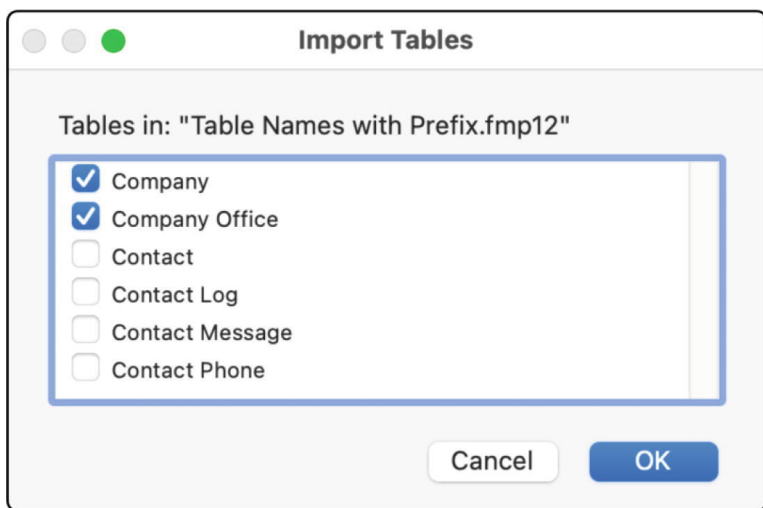 Import Tables
Tables in: "Table Names with Prefix.fmp12"
Company
Company Office
Contact
Contact Log
Contact Message
Contact Phone
Cancel OK